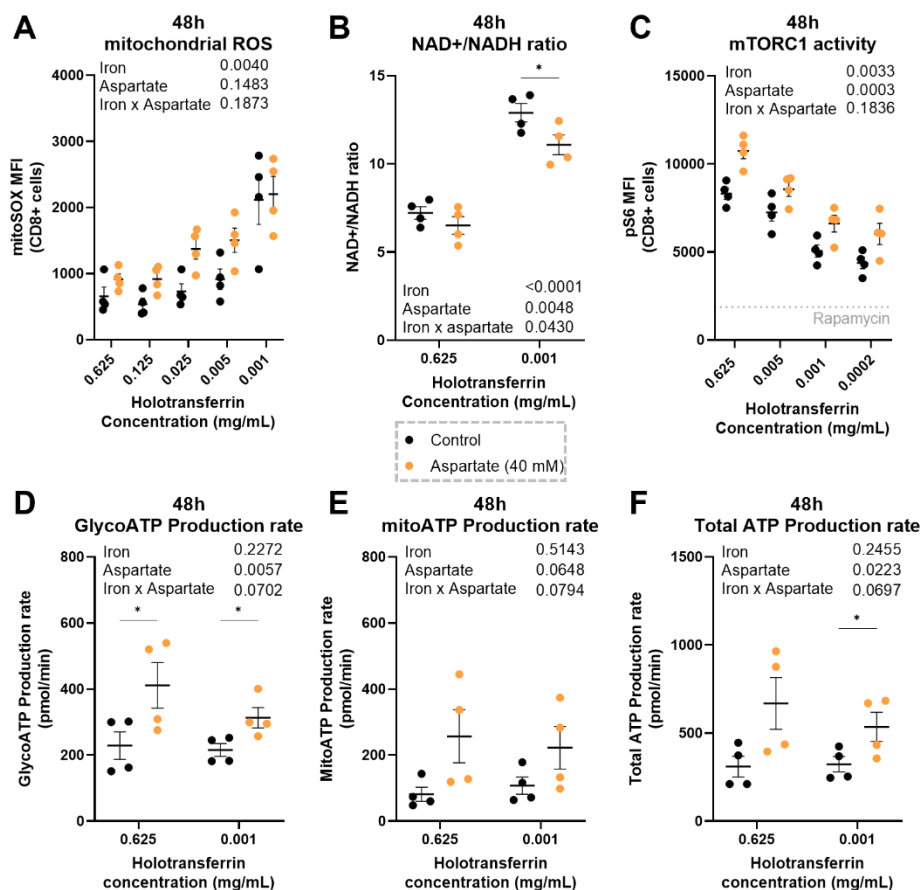 A
48h
mitochondrial ROS
Iron 0.0040
Aspartate 0.1483
Iron x Aspartate 0.1873
4000
3000
2000
1000
0
mitoSOX MFI
(CD8+ cells)
0.625 0.125 0.025 0.005 0.001
Holotransferrin
Concentration (mg/mL)
B
48h
NAD+/NADH ratio
*
15
10
5
0
NAD+/NADH ratio
Iron <0.0001
Aspartate 0.0048
Iron x aspartate 0.0430
0.625 0.001
Holotransferrin
Concentration (mg/mL)
C
48h
mTORC1 activity
Iron 0.0033
Aspartate 0.0003
Iron x Aspartate 0.1836
15000
10000
5000
0
pS6 MFI
(CD8+ cells)
Rapamycin
0.625 0.005 0.001 0.0002
Holotransferrin
Concentration (mg/mL)
Control
Aspartate (40 mM)
D
48h
GlycoATP Production rate
Iron 0.2272
Aspartate 0.0057
Iron x Aspartate 0.0702
* *
800
600
400
200
0
GlycoATP Production rate
(pmol/min)
0.625 0.001
Holotransferrin
concentration (mg/mL)
E
48h
mitoATP Production rate
Iron 0.5143
Aspartate 0.0648
Iron x Aspartate 0.0794
800
600
400
200
0
MitoATP Production rate
(pmol/min)
0.625 0.001
Holotransferrin
concentration (mg/mL)
F
48h
Total ATP Production rate
Iron 0.2455
Aspartate 0.0223
Iron x Aspartate 0.0697
*
1500
1000
500
0
Total ATP Production rate
(pmol/min)
0.625 0.001
Holotransferrin
concentration (mg/mL)